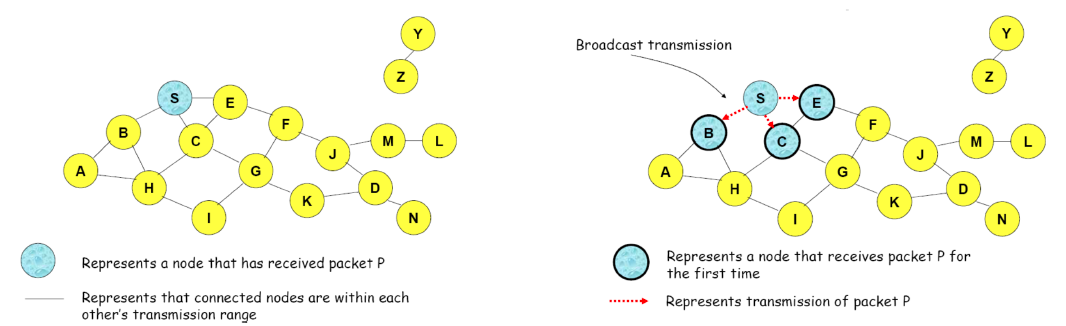 Y
Z
S
E
F
B
C
M
L
J
A
G
H
D
K
I
N
Represents a node that has received packet P
Represents that connected nodes are within each
other's transmission range
Broadcast transmission
Y
Z
S
E
F
B
C
M
L
J
A
G
H
D
K
I
N
Represents a node that receives packet P for
the first time
Represents transmission of packet P